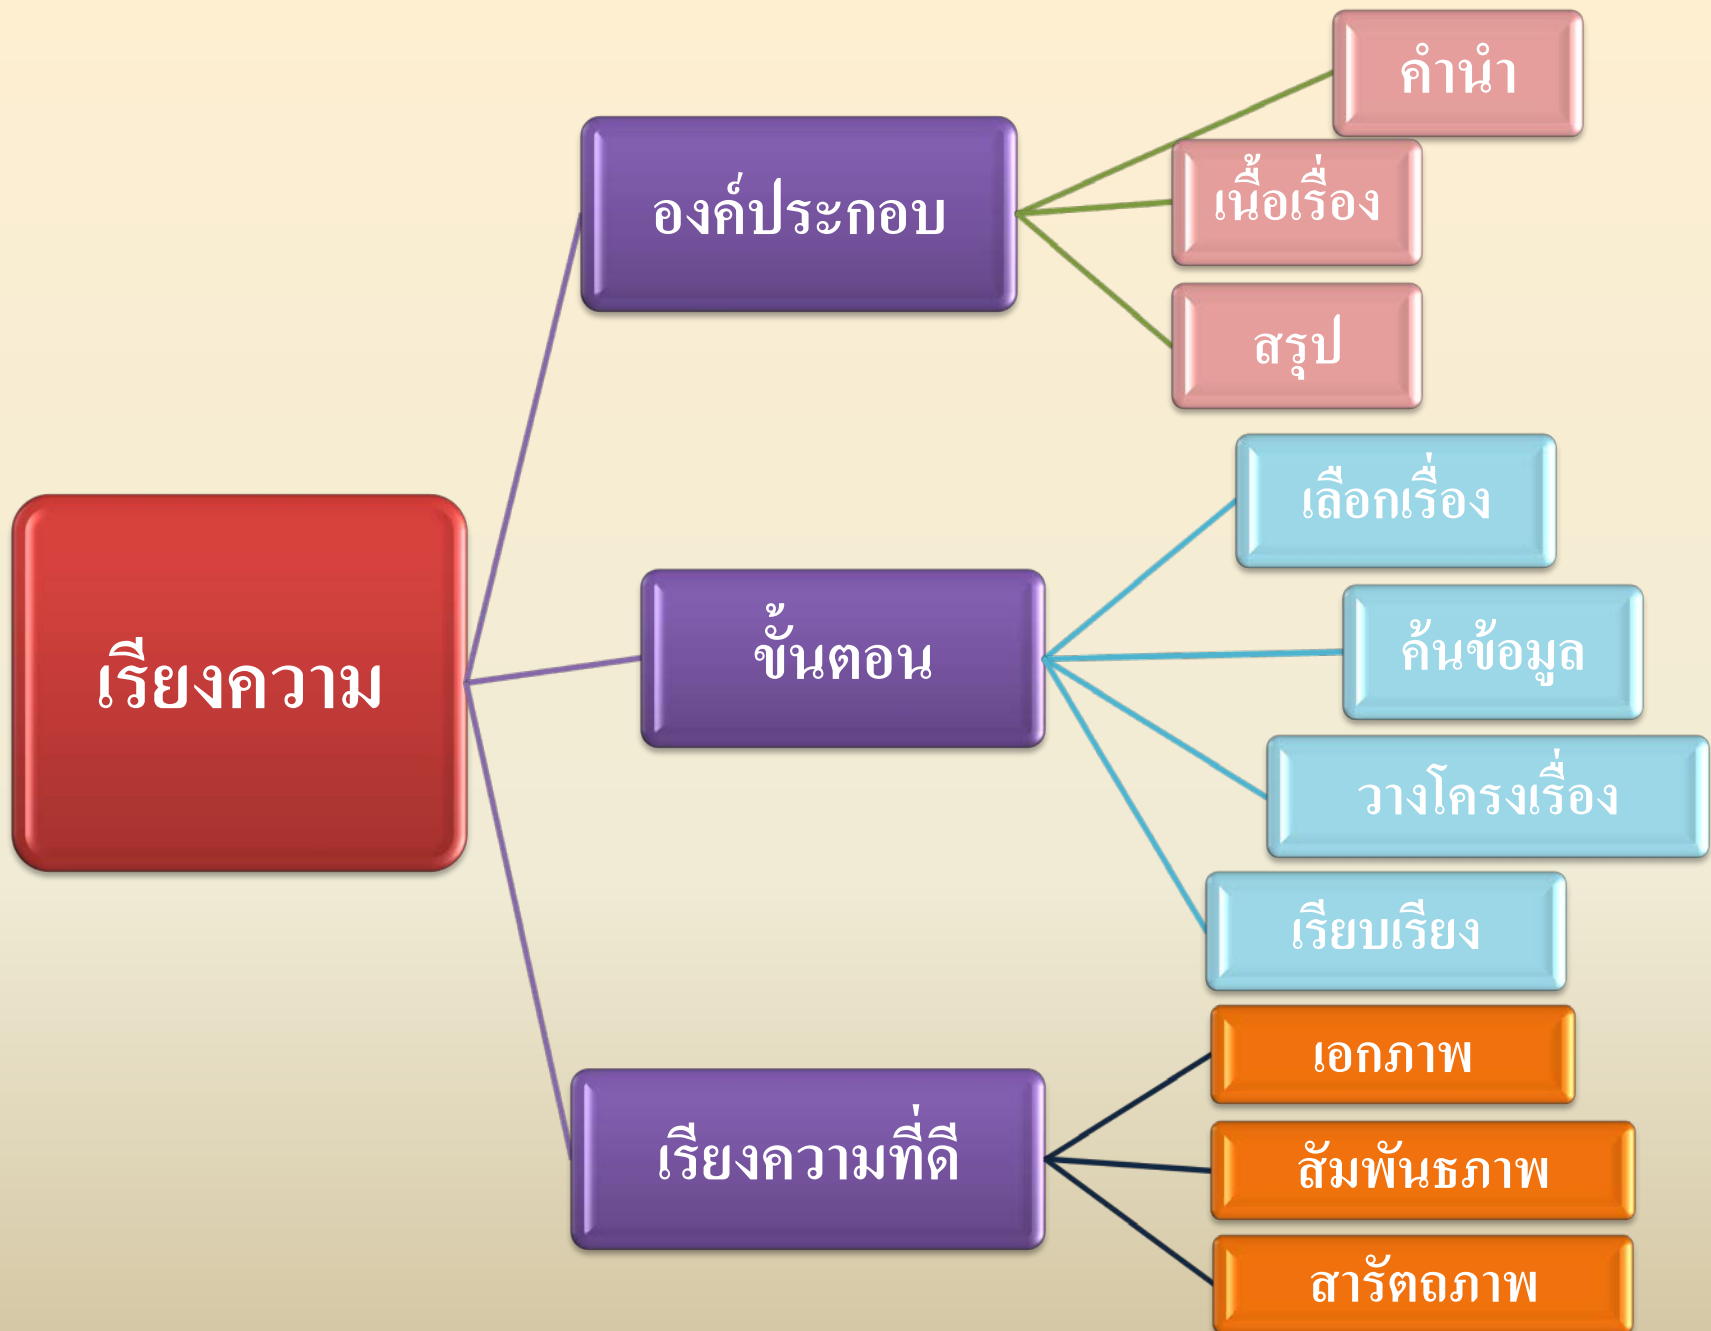 เรียงความ
องค์ประกอบ
คำนำ
เนื้อเรื่อง
สรุป
ขั้นตอน
เลือกเรื่อง
ค้นข้อมูล
วางโครงเรื่อง
เรียบเรียง
เรียงความที่ดี
เอกภาพ
สัมพันธภาพ
สารัตถภาพ